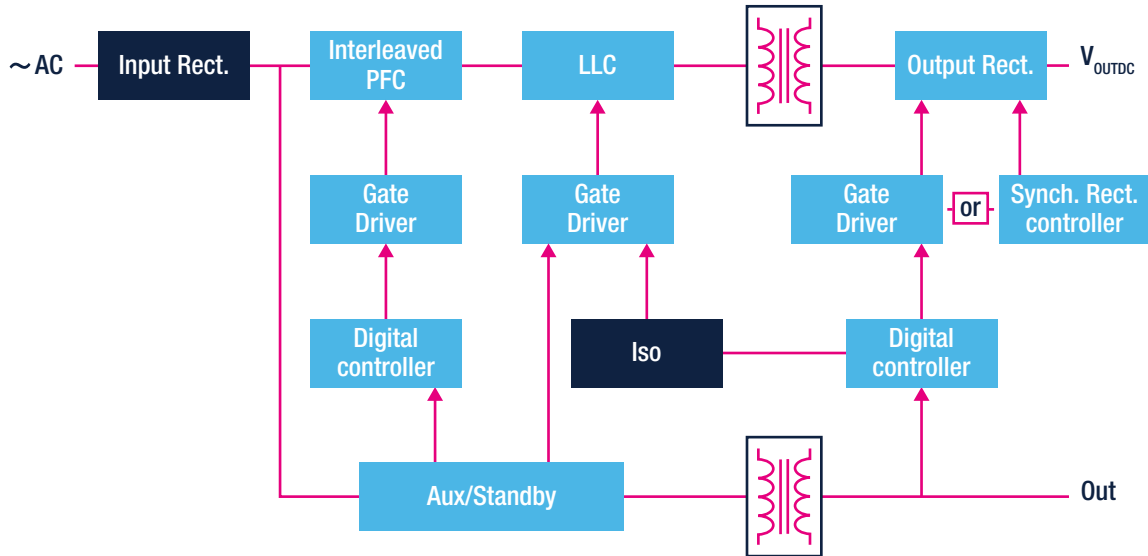 ~AC
Input Rect.
Interleaved
PFC
LLC
Output Rect.
VOUTDC
Gate
Driver
Gate
Driver
Gate
Driver
or
Synch. Rect.
controller
Digital
controller
Iso
Digital
controller
Aux/Standby
Out